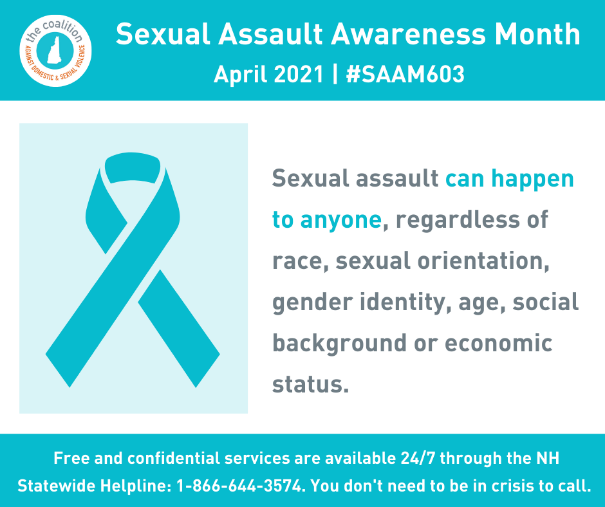 the coalition
AGAINST DOMESTIC & SEXUAL VIOLENCE
Sexual Assault Awareness Month
April 2021 | #SAAM603
Sexual assault can happen
to anyone, regardless of
race, sexual orientation,
gender identity, age, social
background or economic
status.
Free and confidential services are available 24/7 through the NH
Statewide Helpline: 1-866-644-3574. You don't need to be in crisis to call.